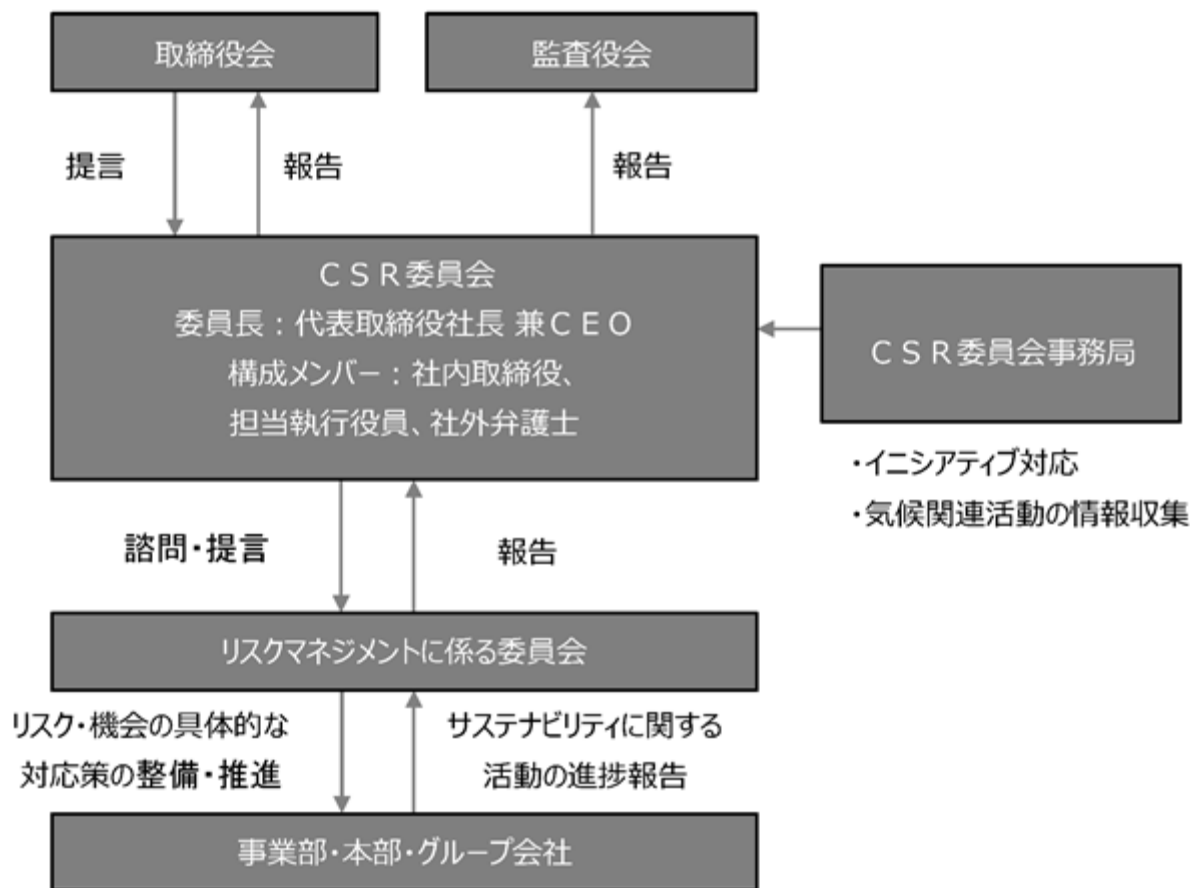 取締役会
監査役会
提言
報告
報告
ＣＳＲ委員会
委員長：代表取締役社長 兼ＣＥＯ
構成メンバー：社内取締役、
担当執行役員、社外弁護士
ＣＳＲ委員会事務局
・イニシアティブ対応
・気候関連活動の情報収集
諮問・提言
報告
リスクマネジメントに係る委員会
リスク・機会の具体的な
対応策の整備・推進
サステナビリティに関する
活動の進捗報告
事業部・本部・グループ会社